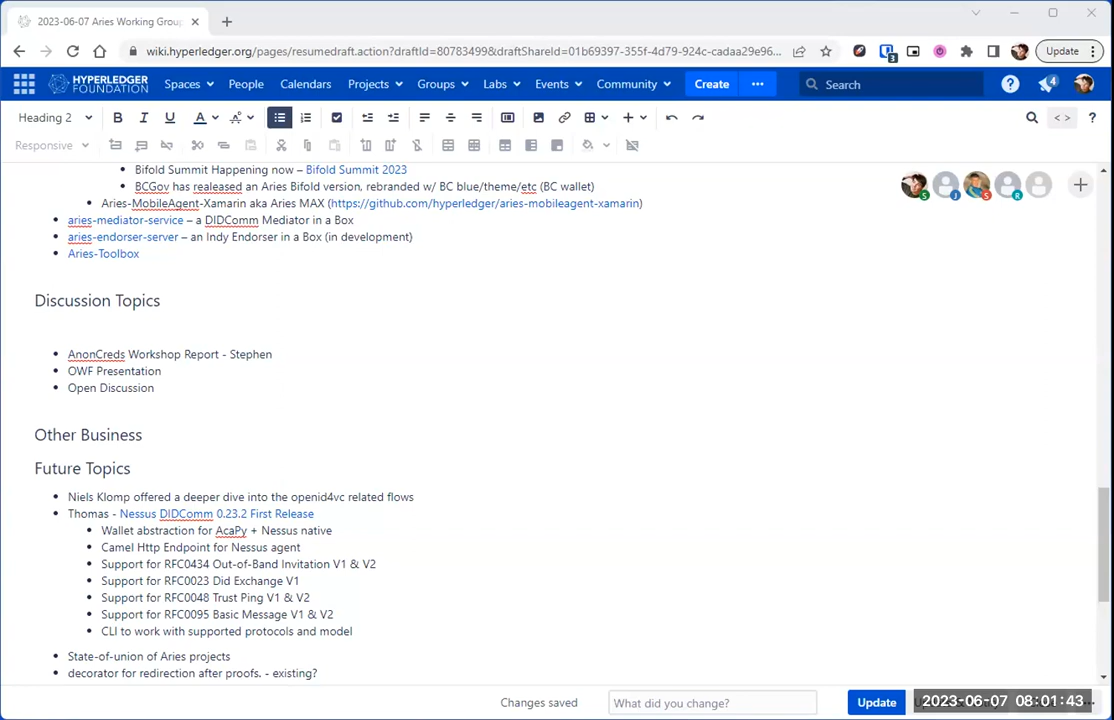 2023-06-07 Aries Working Group
wiki.hyperledger.org/pages/resumedraft.action?draftId=80783499&draftShareId=01b69397-355f-4d79-924c-cadaa29e96...
3
Update
HYPERLEDGER
FOUNDATION
Spaces
People
Calendars
Projects
Groups
Labs
Events
Community
Create
Search
4
Heading 2
B I U A
Responsive
Bifold Summit Happening now – Bifold Summit 2023
BCGov has realeased an Aries Bifold version, rebranded w/ BC blue/theme/etc (BC wallet)
Aries-MobileAgent-Xamarin aka Aries MAX (https://github.com/hyperledger/aries-mobileagent-xamarin)
S J S R
aries-mediator-service – a DIDComm Mediator in a Box
aries-endorser-server – an Indy Endorser in a Box (in development)
Aries-Toolbox
Discussion Topics
AnonCreds Workshop Report - Stephen
OWF Presentation
Open Discussion
Other Business
Future Topics
Niels Klomp offered a deeper dive into the openid4vc related flows
Thomas - Nessus DIDComm 0.23.2 First Release
Wallet abstraction for AcaPy + Nessus native
Camel Http Endpoint for Nessus agent
Support for RFC0434 Out-of-Band Invitation V1 & V2
Support for RFC0023 Did Exchange V1
Support for RFC0048 Trust Ping V1 & V2
Support for RFC0095 Basic Message V1 & V2
CLI to work with supported protocols and model
State-of-union of Aries projects
decorator for redirection after proofs. - existing?
Changes saved
What did you change?
Update
2023-06-07 08:01:43